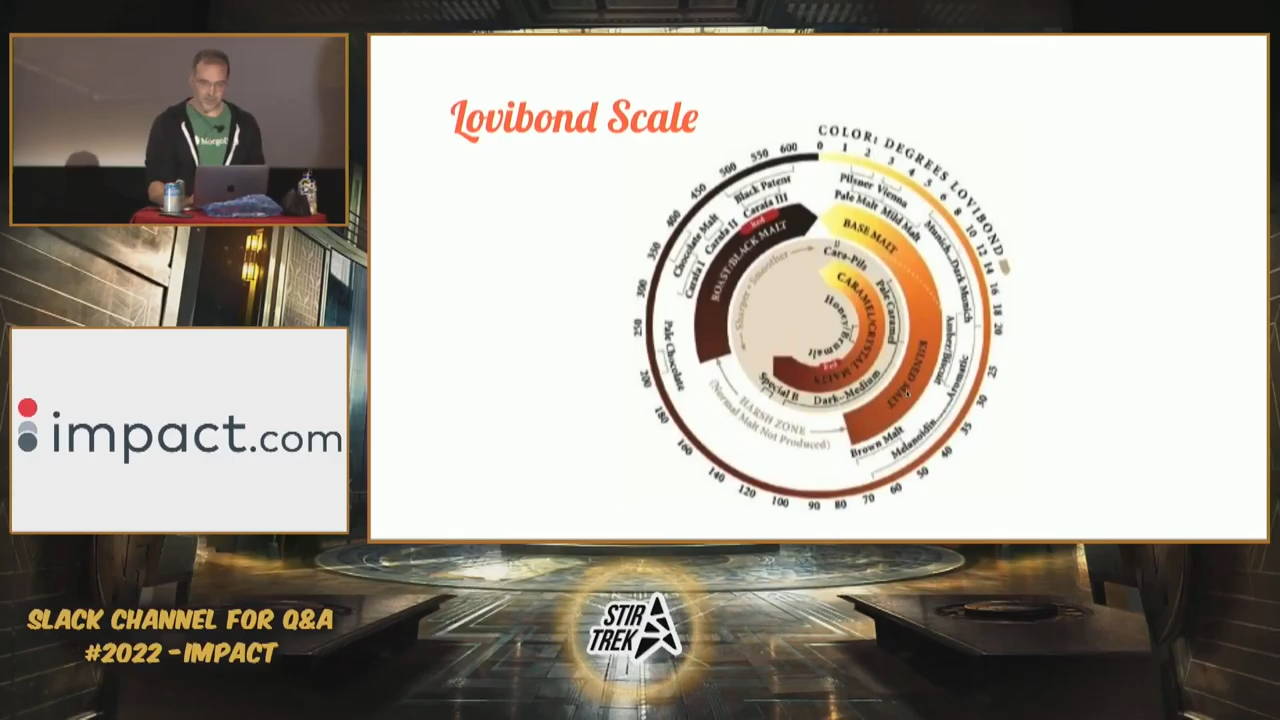 Lovibond Scale
COLOR: DEGREES LOVIBOND
0
1
2
3
4
5
6
8
10
12
14
16
18
20
25
30
35
40
50
60
70
80
90
100
120
140
160
180
200
250
300
350
400
450
500
550
600
Pilsner
Vienna
Pale Malt
Mild Malt
Munich
Dark Munich
BASE MALT
Cara-Pils
CARAMEL/CRYSTAL MALTS
Pale Caramel
Honey/Brumalt
Red
Amber/Biscuit
Aromatic
KILNED MALT
Dark
Medium
Special B
Brown Malt
Melanoidin
HARSH ZONE
(Normal Malt Not Produced)
Pale Chocolate
Carafa I
Chocolate Malt
Carafa II
Carafa III
Black Patent
Red
ROAST/BLACK MALT
Sharper
Smoother
impact.com
SLACK CHANNEL FOR Q&A
#2022 - IMPACT
STIR
TREK